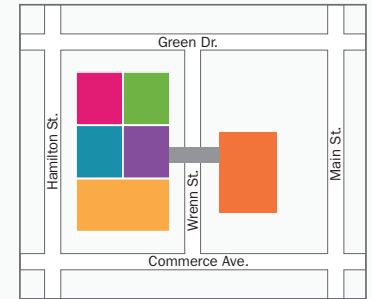 Green Dr.
Hamilton St.
Wrenn St.
Main St.
Commerce Ave.